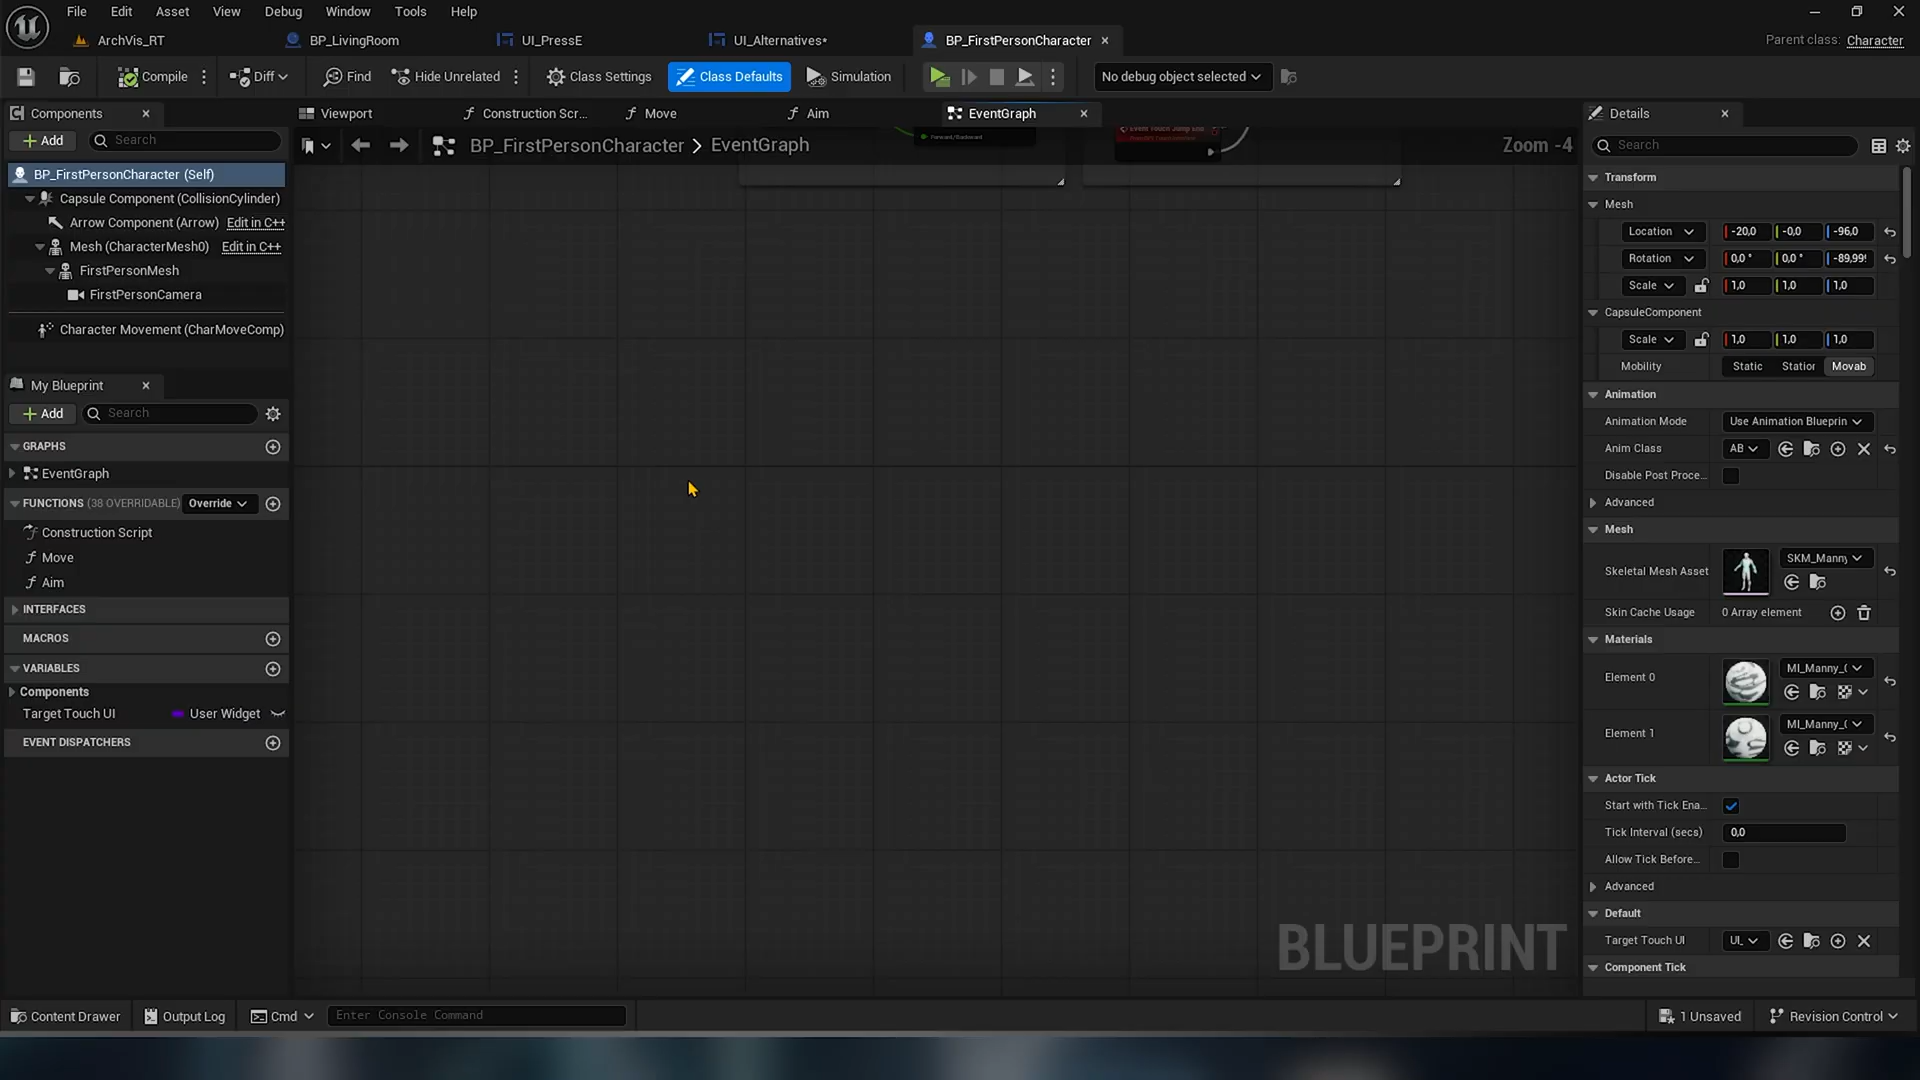 File Edit Asset View Debug Window Tools Help
ArchVis_RT BP_LivingRoom UI_PressE UI_Alternatives* BP_FirstPersonCharacter Parent class: Character
Compile Diff Find Hide Unrelated Class Settings Class Defaults Simulation No debug object selected
Components Viewport Construction Scr... Move Aim EventGraph Details
Add Search
BP_FirstPersonCharacter > EventGraph Zoom -4 Search
Forward/Backward
Event Touch Jump End
BP_FirstPersonCharacter (Self)
Capsule Component (CollisionCylinder)
Arrow Component (Arrow) Edit in C++
Mesh (CharacterMesh0) Edit in C++
FirstPersonMesh
FirstPersonCamera
Character Movement (CharMoveComp)
My Blueprint
Add Search
GRAPHS
EventGraph
FUNCTIONS (38 OVERRIDABLE) Override
Construction Script
Move
Aim
INTERFACES
MACROS
VARIABLES
Components
Target Touch UI User Widget
EVENT DISPATCHERS
Transform
Mesh
Location -20,0 -0,0 -96,0
Rotation 0,0 ° 0,0 ° -89,99
Scale 1,0 1,0 1,0
CapsuleComponent
Scale 1,0 1,0 1,0
Mobility Static Station Movab
Animation
Animation Mode Use Animation Blueprin
Anim Class AB
Disable Post Proce...
Advanced
Mesh
Skeletal Mesh Asset SKM_Manny
Skin Cache Usage 0 Array element
Materials
Element 0 MI_Manny_0
Element 1 MI_Manny_0
Actor Tick
Start with Tick Ena...
Tick Interval (secs) 0,0
Allow Tick Before...
Advanced
Default
Target Touch UI UI_
Component Tick
BLUEPRINT
Content Drawer Output Log Cmd Enter Console Command 1 Unsaved Revision Control